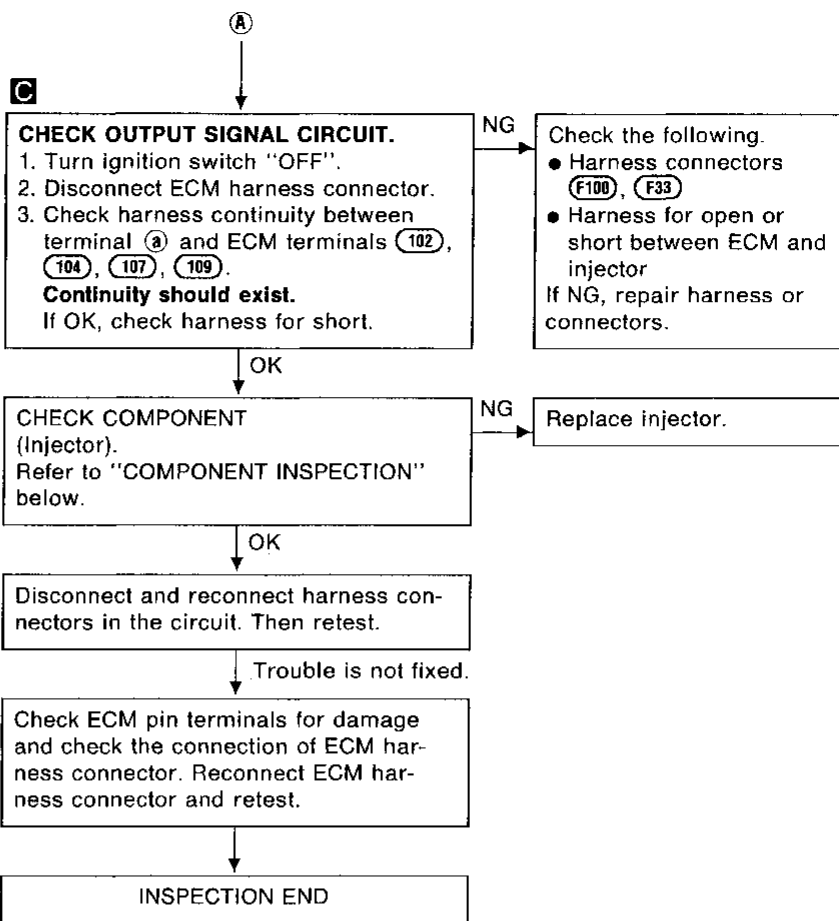 Ⓐ
C
CHECK OUTPUT SIGNAL CIRCUIT.
1. Turn ignition switch "OFF".
2. Disconnect ECM harness connector.
3. Check harness continuity between
terminal ⓐ and ECM terminals 102,
104, 107, 109.
Continuity should exist.
If OK, check harness for short.
NG
Check the following.
● Harness connectors
F100, F33
● Harness for open or
short between ECM and
injector
If NG, repair harness or
connectors.
OK
CHECK COMPONENT
(Injector).
Refer to "COMPONENT INSPECTION"
below.
NG
Replace injector.
OK
Disconnect and reconnect harness con-
nectors in the circuit. Then retest.
Trouble is not fixed.
Check ECM pin terminals for damage
and check the connection of ECM har-
ness connector. Reconnect ECM har-
ness connector and retest.
INSPECTION END